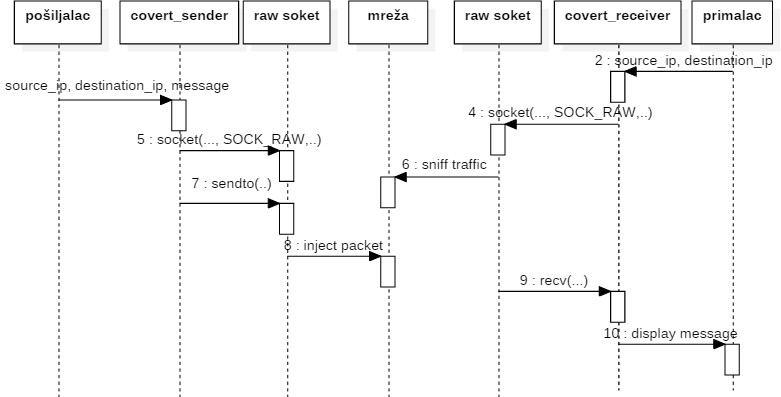 pošiljalac
covert_sender
raw soket
mreža
raw soket
covert_receiver
primalac
2 : source_ip, destination_ip
source_ip, destination_ip, message
4 : socket(..., SOCK_RAW,..)
5 : socket(..., SOCK_RAW,..)
6 : sniff traffic
7 : sendto(..)
8 : inject packet
9 : recv(...)
10 : display message